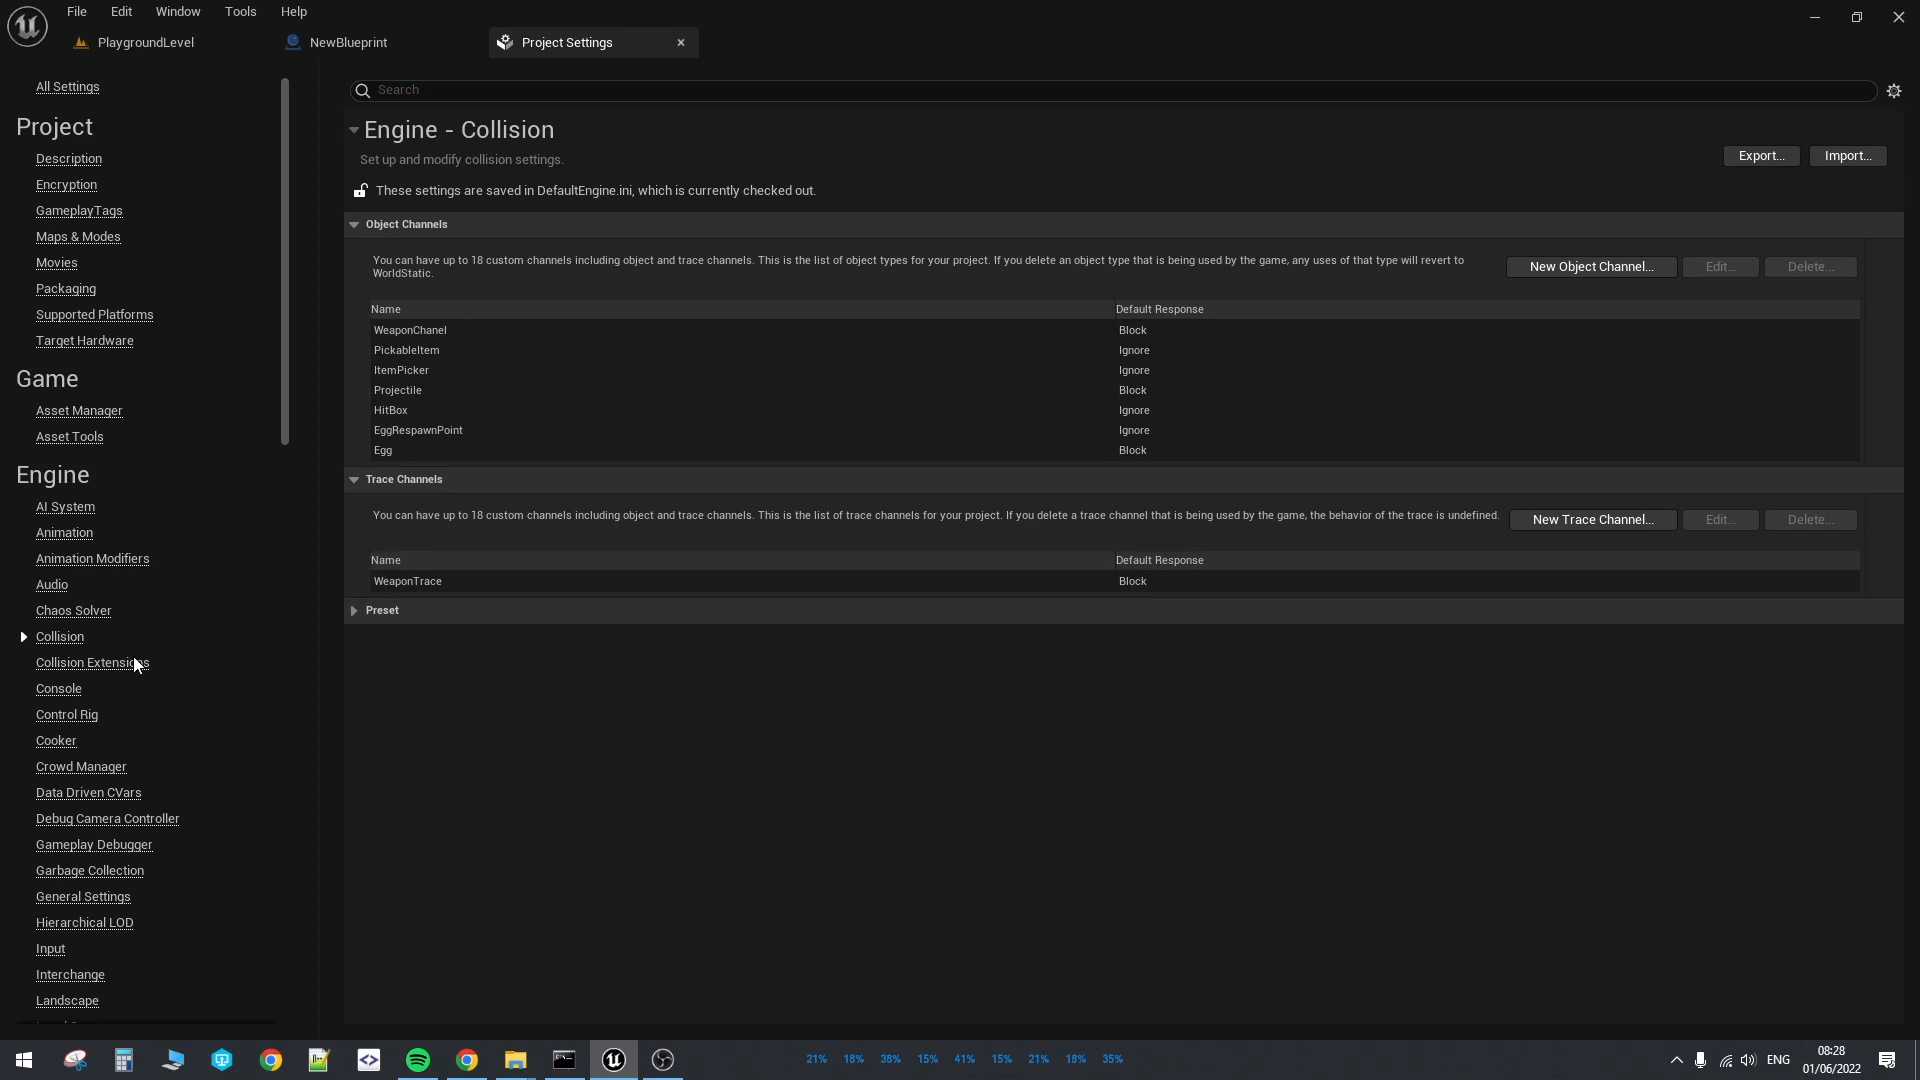 File Edit Window Tools Help
PlaygroundLevel NewBlueprint Project Settings
All Settings
Project
Description
Encryption
GameplayTags
Maps & Modes
Movies
Packaging
Supported Platforms
Target Hardware
Game
Asset Manager
Asset Tools
Engine
AI System
Animation
Animation Modifiers
Audio
Chaos Solver
Collision
Collision Extensions
Console
Control Rig
Cooker
Crowd Manager
Data Driven CVars
Debug Camera Controller
Gameplay Debugger
Garbage Collection
General Settings
Hierarchical LOD
Input
Interchange
Landscape
Search
Engine - Collision
Set up and modify collision settings.
Export... Import...
These settings are saved in DefaultEngine.ini, which is currently checked out.
Object Channels
You can have up to 18 custom channels including object and trace channels. This is the list of object types for your project. If you delete an object type that is being used by the game, any uses of that type will revert to
WorldStatic.
New Object Channel... Edit... Delete...
Name Default Response
WeaponChanel Block
PickableItem Ignore
ItemPicker Ignore
Projectile Block
HitBox Ignore
EggRespawnPoint Ignore
Egg Block
Trace Channels
You can have up to 18 custom channels including object and trace channels. This is the list of trace channels for your project. If you delete a trace channel that is being used by the game, the behavior of the trace is undefined.
New Trace Channel... Edit... Delete...
Name Default Response
WeaponTrace Block
Preset
21% 18% 38% 15% 41% 15% 21% 18% 35%
ENG
08:28
01/06/2022